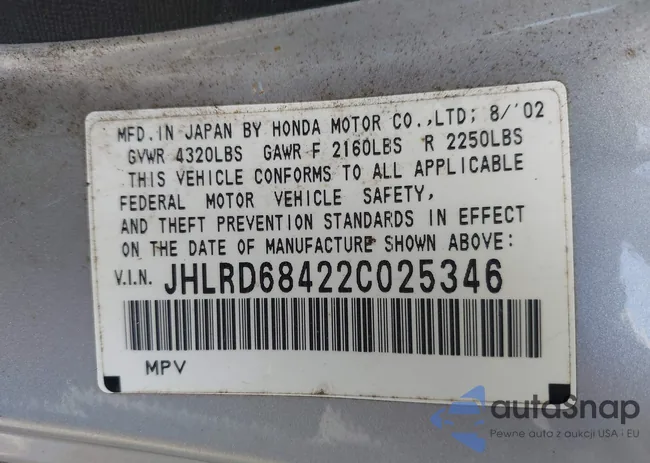 MFD. IN JAPAN BY HONDA MOTOR CO.,LTD; 8/'02
GVWR 4320LBS GAWR F 2160LBS R 2250LBS
THIS VEHICLE CONFORMS TO ALL APPLICABLE
FEDERAL MOTOR VEHICLE SAFETY,
AND THEFT PREVENTION STANDARDS IN EFFECT
ON THE DATE OF MANUFACTURE SHOWN ABOVE:
V.I.N. JHLRD68422C025346
MPV
autosnap
Pewne auta z aukcji USA i EU